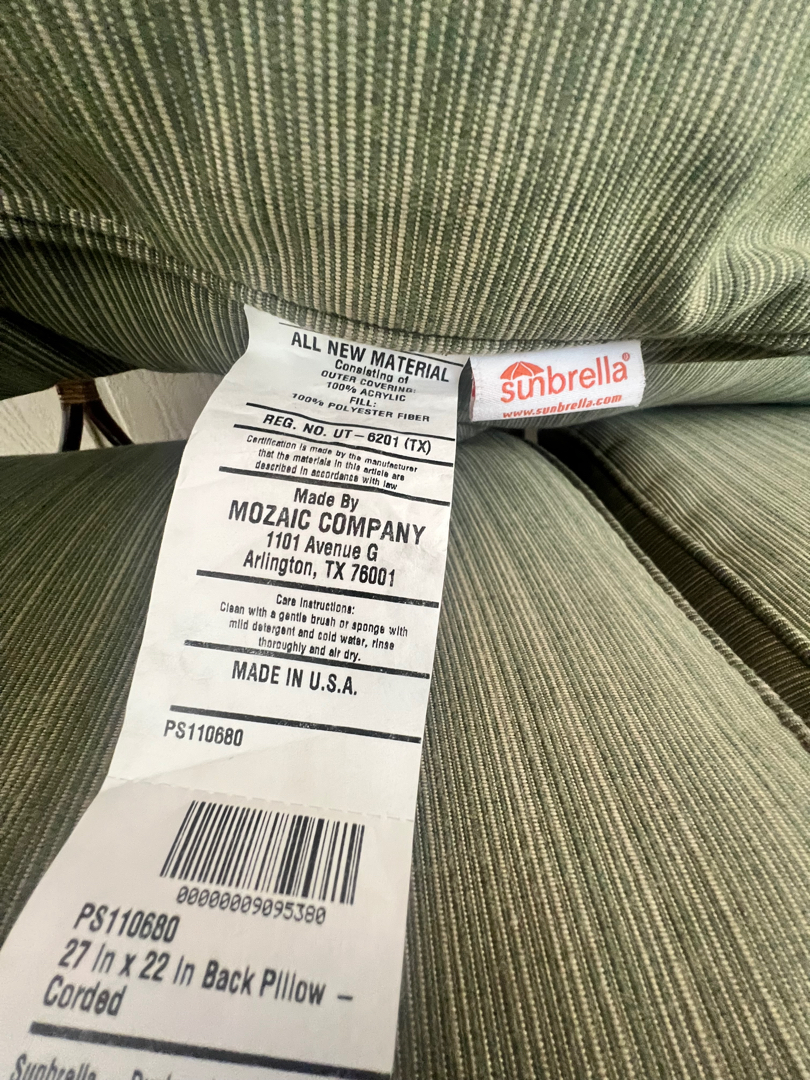 ALL NEW MATERIAL
Consisting of
OUTER COVERING:
100% ACRYLIC
FILL:
100% POLYESTER FIBER
REG. NO. UT-6201 (TX)
Certification is made by the manufacturer
that the materials in this article are
described in accordance with law
Made By
MOZAIC COMPANY
1101 Avenue G
Arlington, TX 76001
Care Instructions:
Clean with a gentle brush or sponge with
mild detergent and cold water, rinse
thoroughly and air dry.
MADE IN U.S.A.
PS110680
00000009095380
PS110680
27 in x 22 in Back Pillow –
Corded
Sunbrella
sunbrella®
www.sunbrella.com